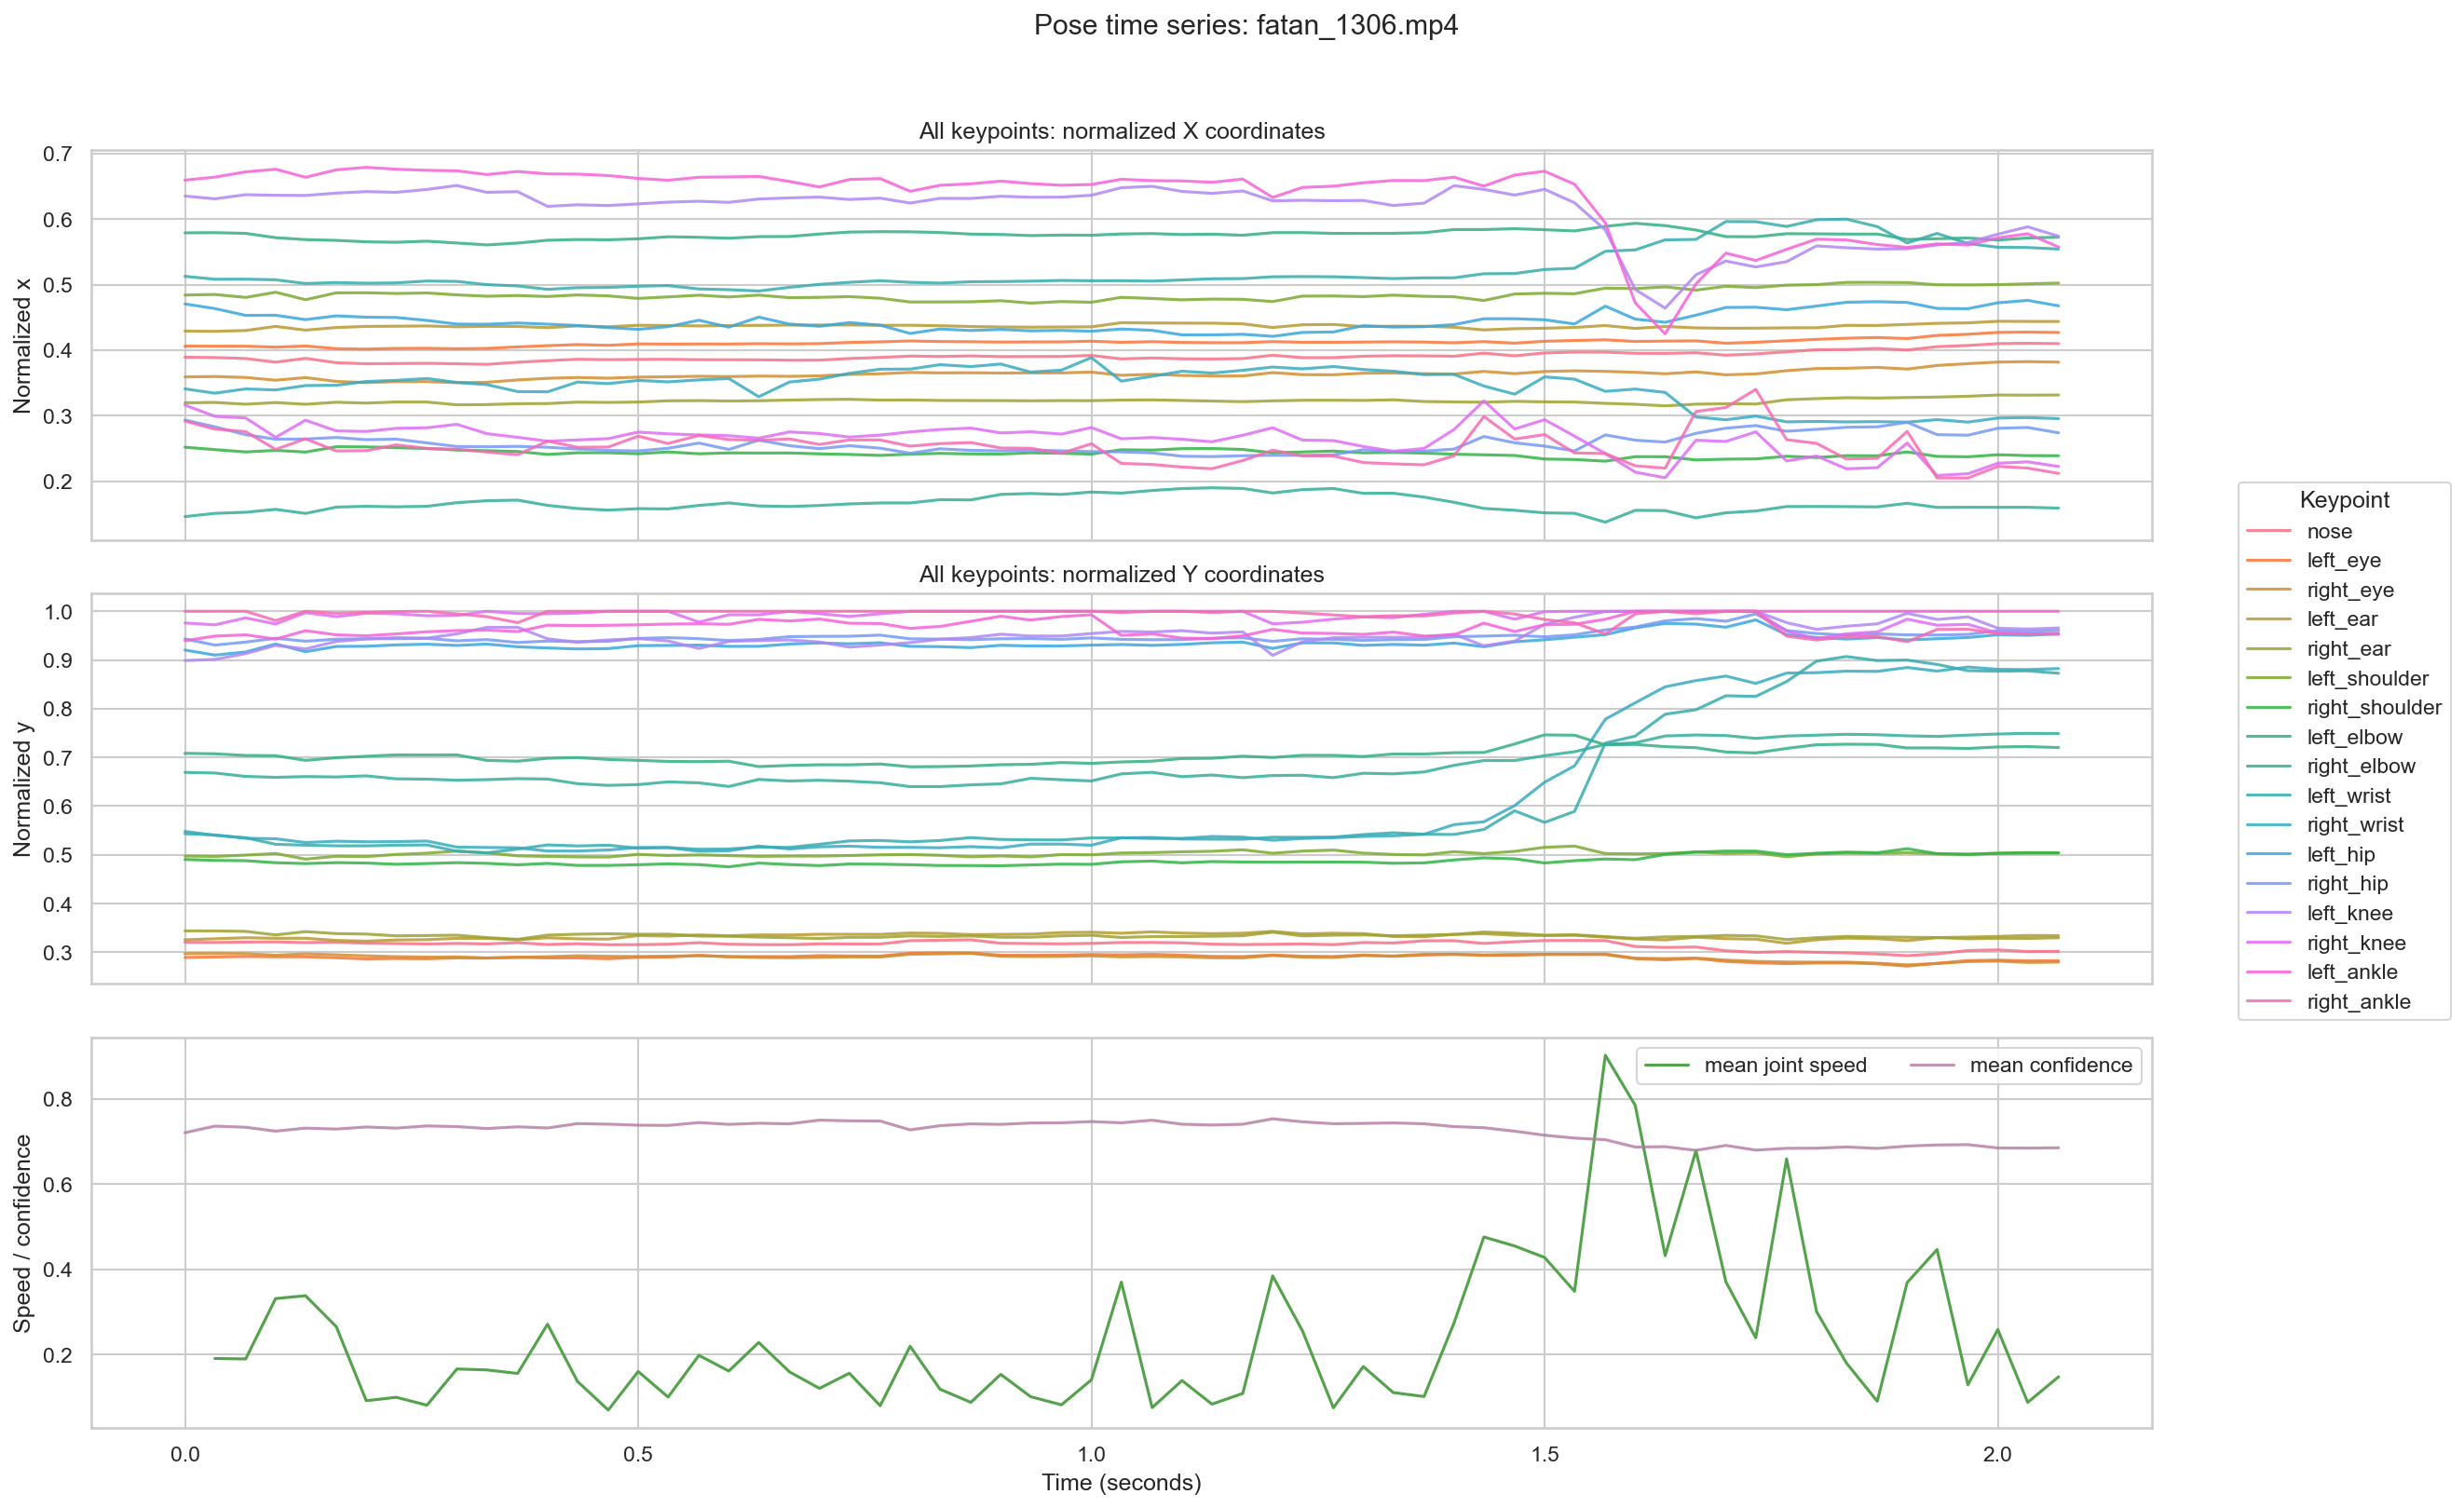 Pose time series: fatan_1306.mp4
All keypoints: normalized X coordinates
Normalized x
0.7
0.6
0.5
0.4
0.3
0.2
All keypoints: normalized Y coordinates
Normalized y
1.0
0.9
0.8
0.7
0.6
0.5
0.4
0.3
Keypoint
nose
left_eye
right_eye
left_ear
right_ear
left_shoulder
right_shoulder
left_elbow
right_elbow
left_wrist
right_wrist
left_hip
right_hip
left_knee
right_knee
left_ankle
right_ankle
mean joint speed
mean confidence
Speed / confidence
0.8
0.6
0.4
0.2
0.0
0.5
1.0
1.5
2.0
Time (seconds)